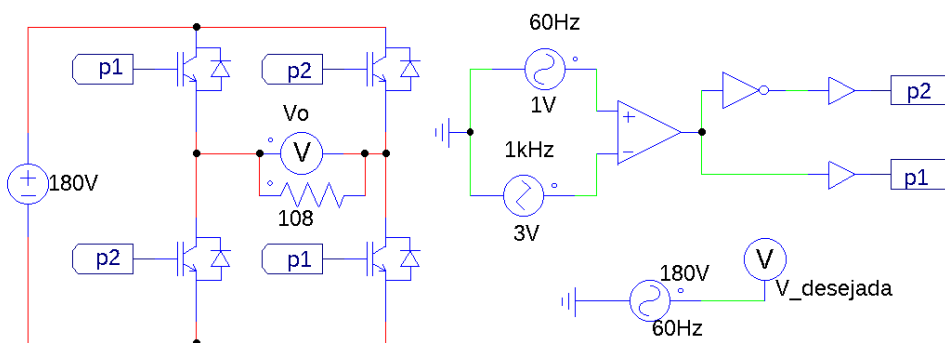 60Hz
p1
p2
1V
p2
Vo
V
+
−
1kHz
180V
p1
108
3V
p2
p1
180V
V
V_desejada
60Hz